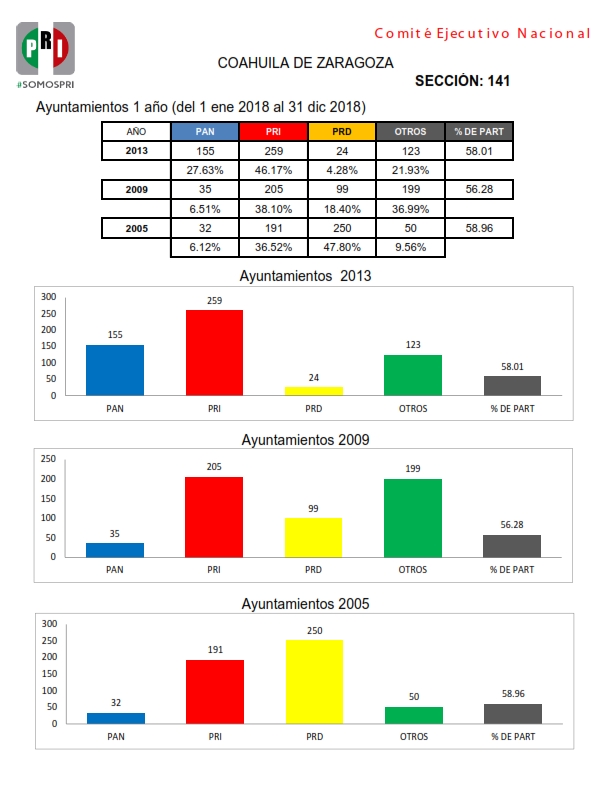 Comité Ejecutivo Nacional
PRI
#SOMOSPRI
COAHUILA DE ZARAGOZA
SECCIÓN: 141
Ayuntamientos 1 año (del 1 ene 2018 al 31 dic 2018)
AÑO PAN PRI PRD OTROS % DE PART
2013 155 259 24 123 58.01
27.63% 46.17% 4.28% 21.93%
2009 35 205 99 199 56.28
6.51% 38.10% 18.40% 36.99%
2005 32 191 250 50 58.96
6.12% 36.52% 47.80% 9.56%
Ayuntamientos 2013
300
250
200
150
100
50
0
155
259
24
123
58.01
PAN PRI PRD OTROS % DE PART
Ayuntamientos 2009
250
200
150
100
50
0
35
205
99
199
56.28
PAN PRI PRD OTROS % DE PART
Ayuntamientos 2005
300
250
200
150
100
50
0
32
191
250
50
58.96
PAN PRI PRD OTROS % DE PART